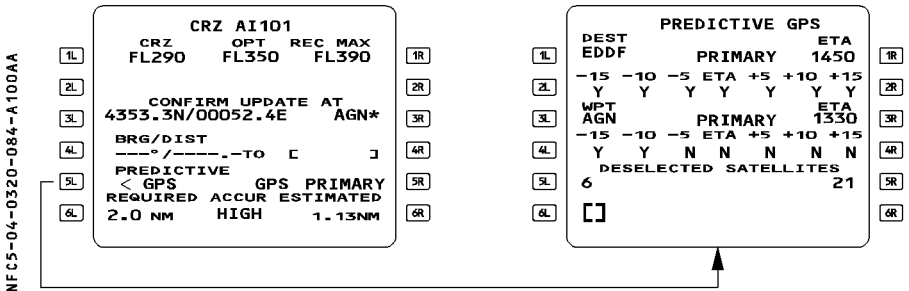 NFC5-04-0320-084-A100AA
CRZ AI101
CRZ OPT REC MAX
1L FL290 FL350 FL390 1R
2L 2R
CONFIRM UPDATE AT
3L 4353.3N/00052.4E AGN* 3R
BRG/DIST
4L ---°/----.-TO [ ] 4R
PREDICTIVE
5L < GPS GPS PRIMARY 5R
REQUIRED ACCUR ESTIMATED
6L 2.0 NM HIGH 1.13NM 6R
PREDICTIVE GPS
DEST ETA
1L EDDF PRIMARY 1450 1R
-15 -10 -5 ETA +5 +10 +15
2L Y Y Y Y Y Y Y 2R
WPT ETA
3L AGN PRIMARY 1330 3R
-15 -10 -5 ETA +5 +10 +15
4L Y Y N N N N N 4R
DESELECTED SATELLITES
5L 6 21 5R
6L [] 6R